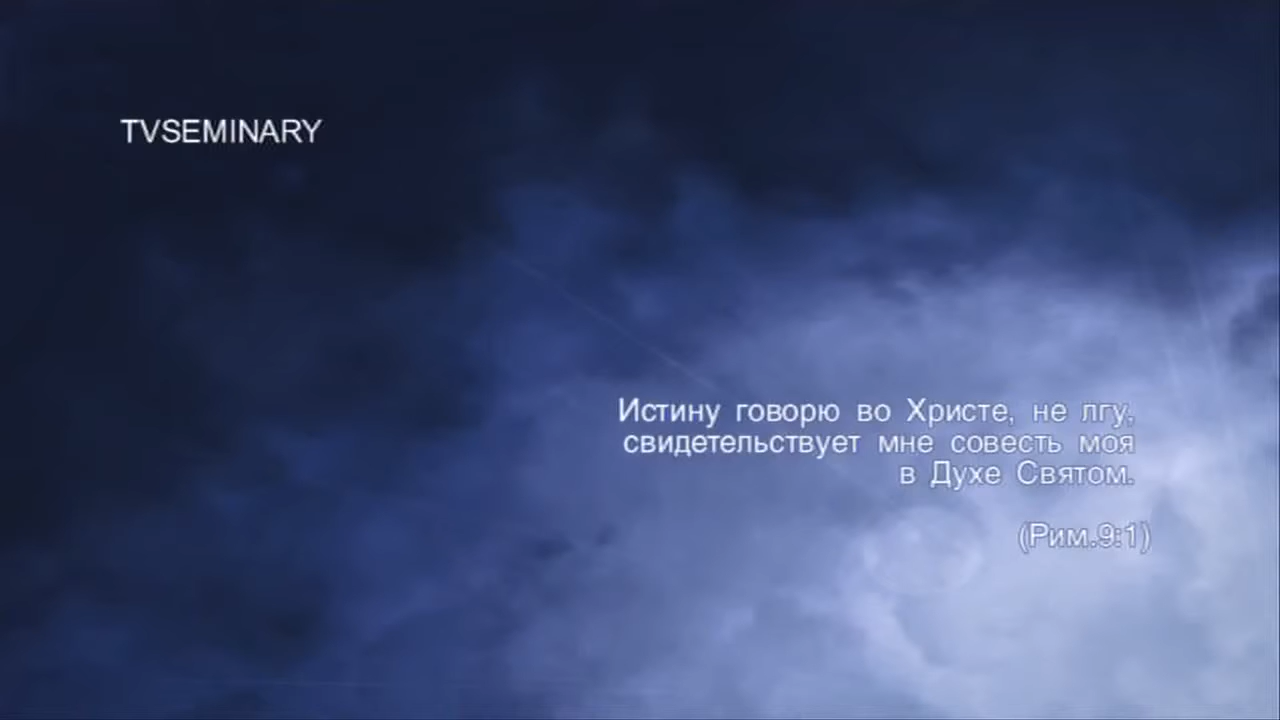 TVSEMINARY
Истину говорю во Христе, не лгу,
свидетельствует мне совесть моя
в Духе Святом.
(Рим.9:1)